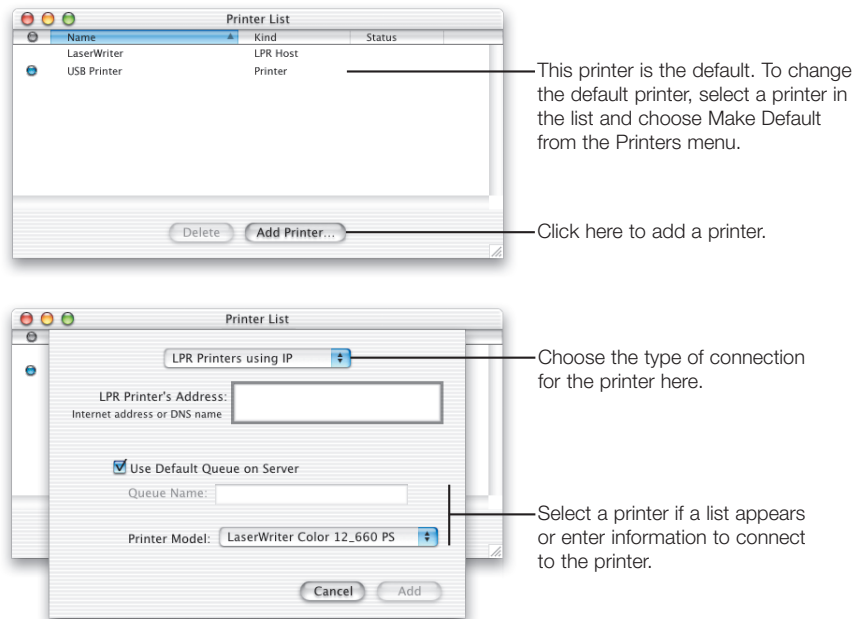 Printer List
Name Kind Status
LaserWriter LPR Host
USB Printer Printer
This printer is the default. To change
the default printer, select a printer in
the list and choose Make Default
from the Printers menu.
Delete Add Printer...
Click here to add a printer.
Printer List
LPR Printers using IP
Choose the type of connection
for the printer here.
LPR Printer's Address:
Internet address or DNS name
Use Default Queue on Server
Queue Name:
Printer Model: LaserWriter Color 12_660 PS
Select a printer if a list appears
or enter information to connect
to the printer.
Cancel Add